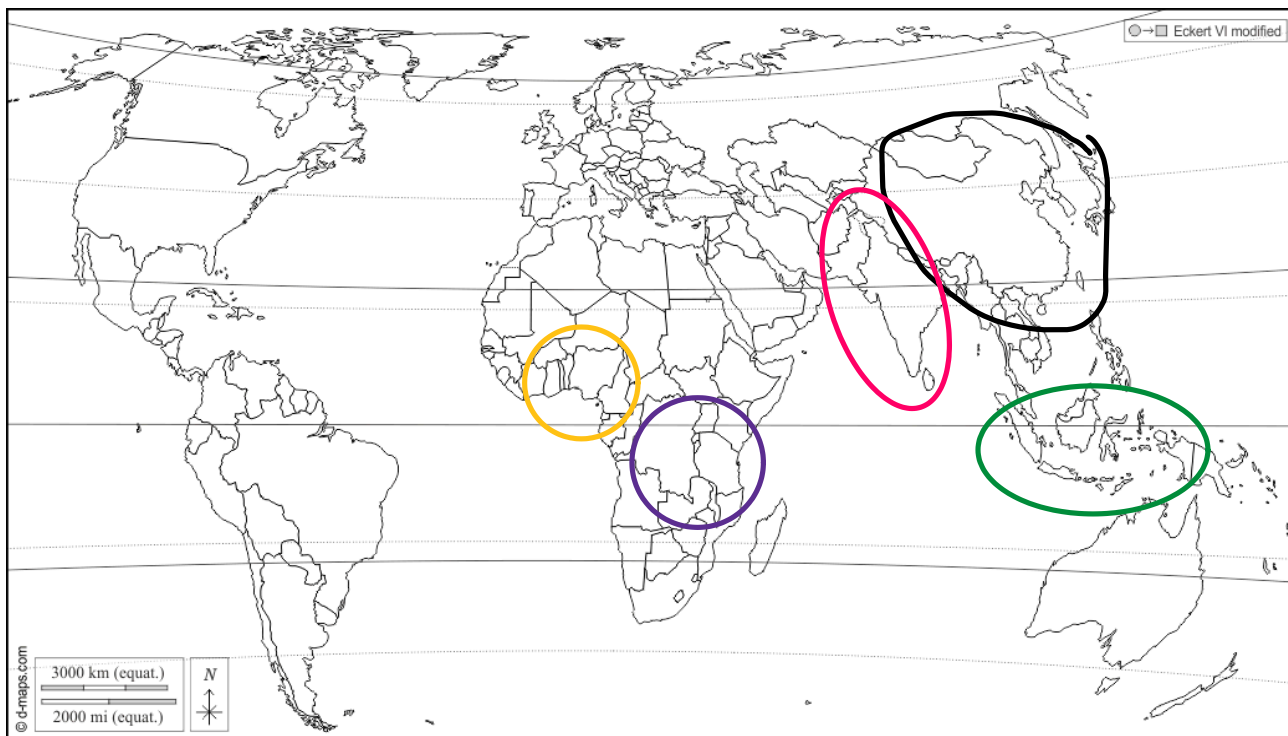 ○→□ Eckert VI modified
3000 km (equat.)
2000 mi (equat.)
N
© d-maps.com